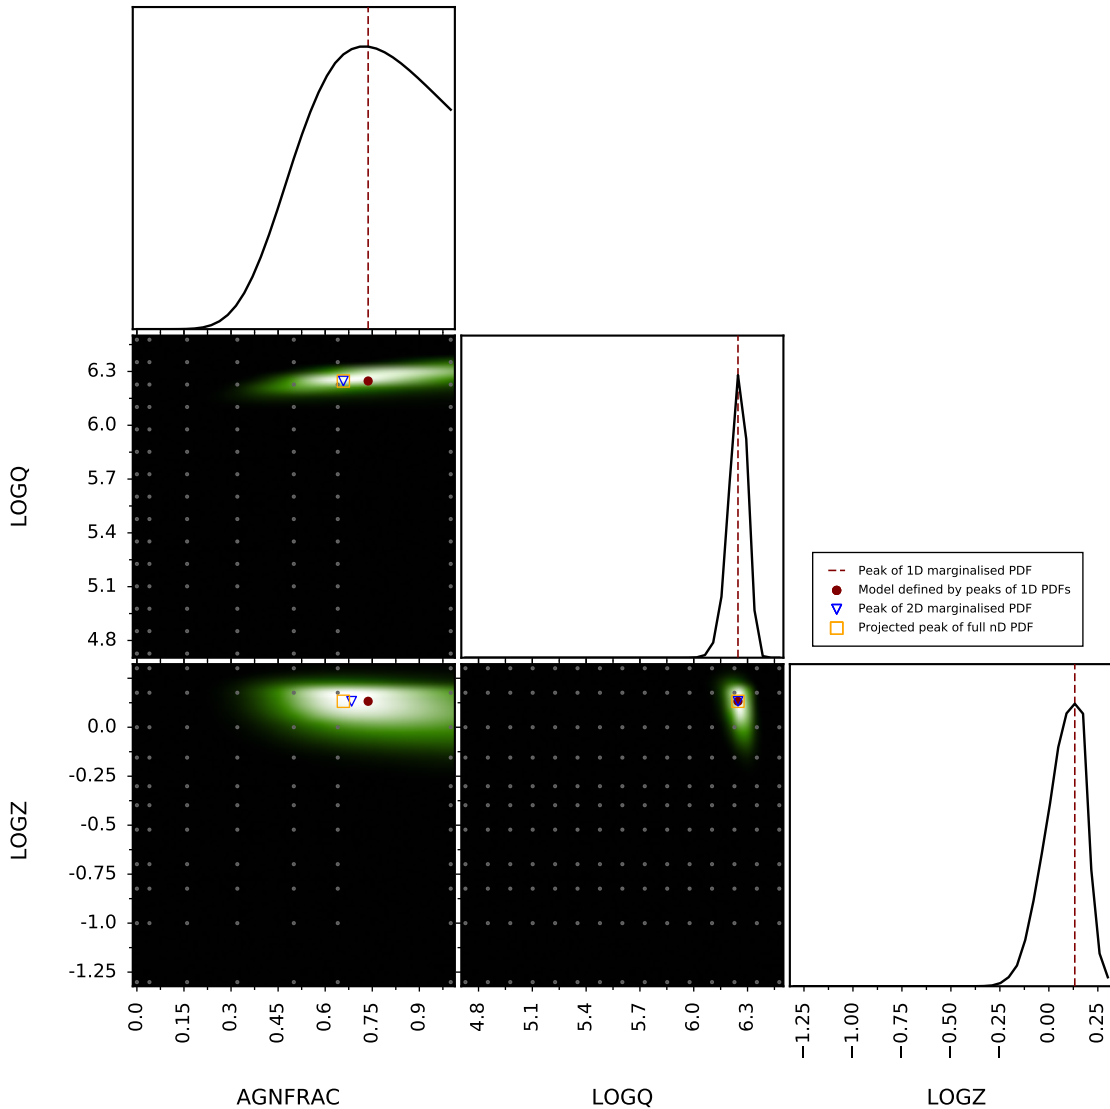 LOGQ
6.3
6.0
5.7
5.4
5.1
4.8
Peak of 1D marginalised PDF
Model defined by peaks of 1D PDFs
Peak of 2D marginalised PDF
Projected peak of full nD PDF
LOGZ
0.0
-0.25
-0.5
-0.75
-1.0
-1.25
0.0 0.15 0.3 0.45 0.6 0.75 0.9
4.8 5.1 5.4 5.7 6.0 6.3
−1.25 −1.00 −0.75 −0.50 −0.25 0.00 0.25
AGNFRAC LOGQ LOGZ